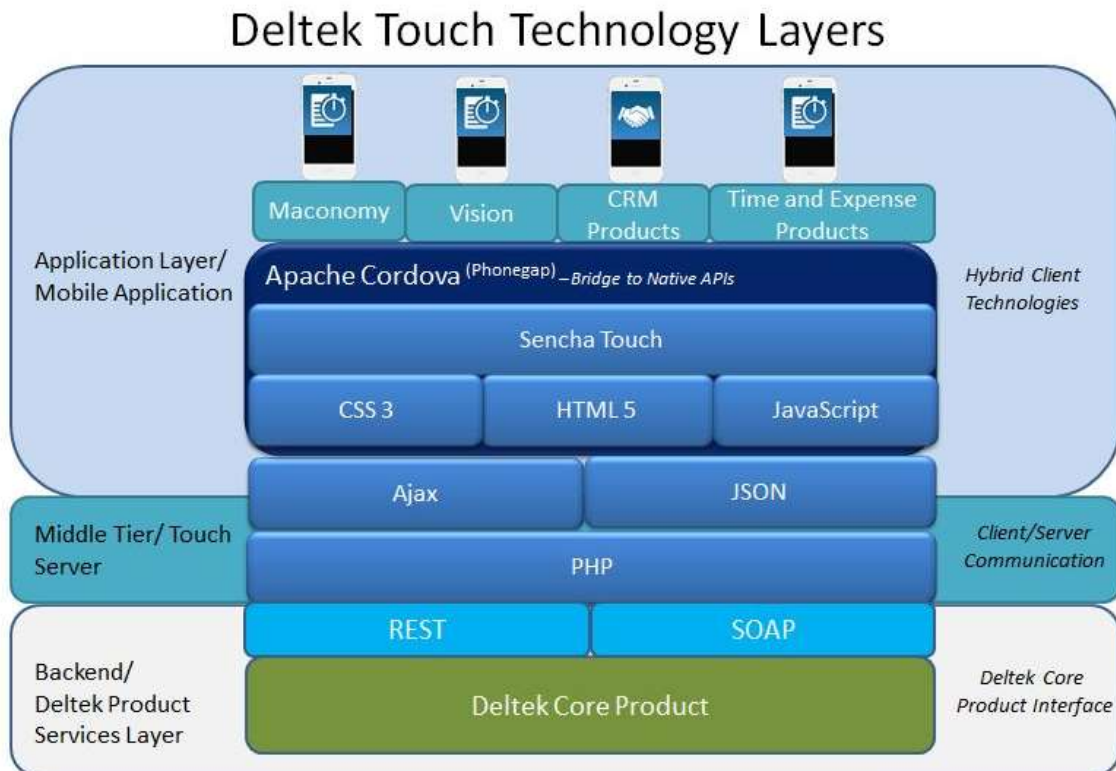 Deltek Touch Technology Layers
Maconomy
Vision
CRM
Products
Time and Expense
Products
Application Layer/
Mobile Application
Apache Cordova (Phonegap) – Bridge to Native APIs
Hybrid Client
Technologies
Sencha Touch
CSS 3
HTML 5
JavaScript
Ajax
JSON
Middle Tier/ Touch
Server
PHP
Client/Server
Communication
REST
SOAP
Backend/
Deltek Product
Services Layer
Deltek Core Product
Deltek Core
Product Interface